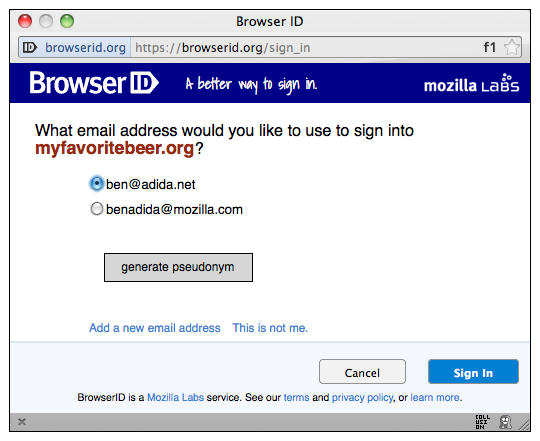 Browser ID
browserid.org https://browserid.org/sign_in f1
BrowserID A better way to sign in. mozilla LABS
What email address would you like to use to sign into
myfavoritebeer.org?
ben@adida.net
benadida@mozilla.com
generate pseudonym
Add a new email address This is not me.
Cancel Sign In
BrowserID is a Mozilla Labs service. See our terms and privacy policy, or learn more.
COLL
USI
ON